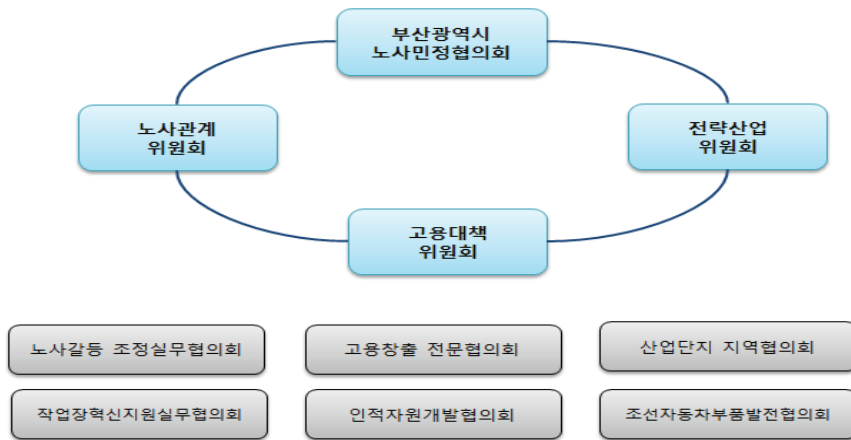 부산광역시
노사민정협의회
노사관계
위원회
전략산업
위원회
고용대책
위원회
노사갈등 조정실무협의회
고용창출 전문협의회
산업단지 지역협의회
작업장혁신지원실무협의회
인적자원개발협의회
조선자동차부품발전협의회